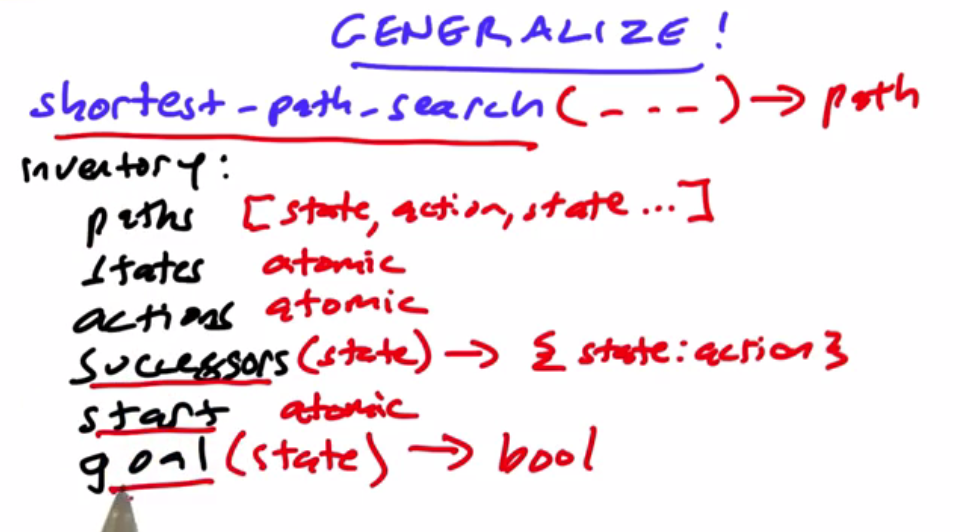 GENERALIZE!
shortest-path-search(---) → path
inventory:
paths [state, action, state ...]
states atomic
actions atomic
successors (state) → {state:action}
start atomic
goal (state) → bool